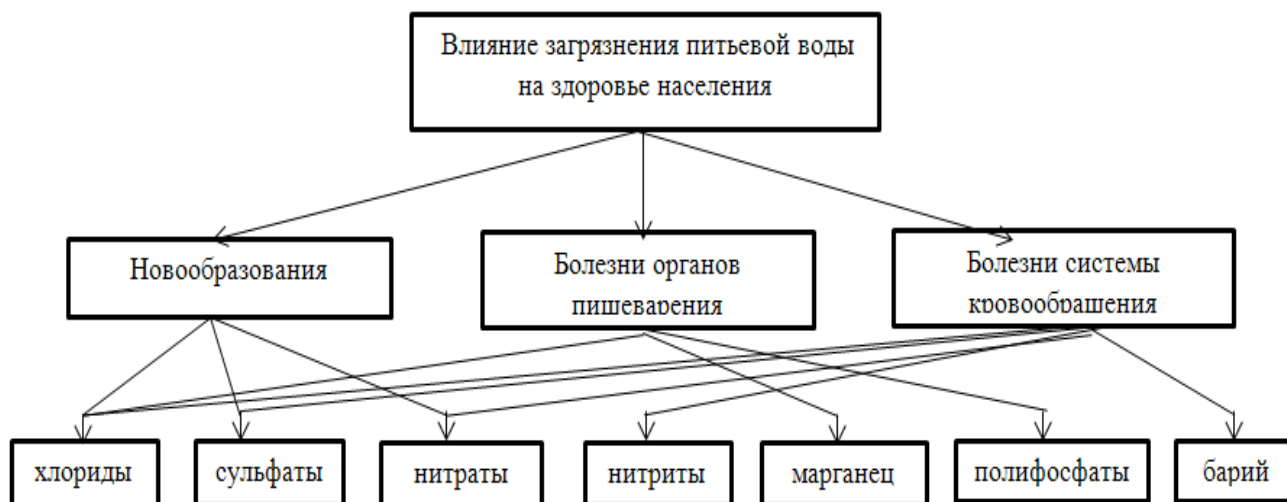 Влияние загрязнения питьевой воды
на здоровье населения
Новообразования
Болезни органов
пищеварения
Болезни системы
кровообращения
хлориды
сульфаты
нитраты
нитриты
марганец
полифосфаты
барий